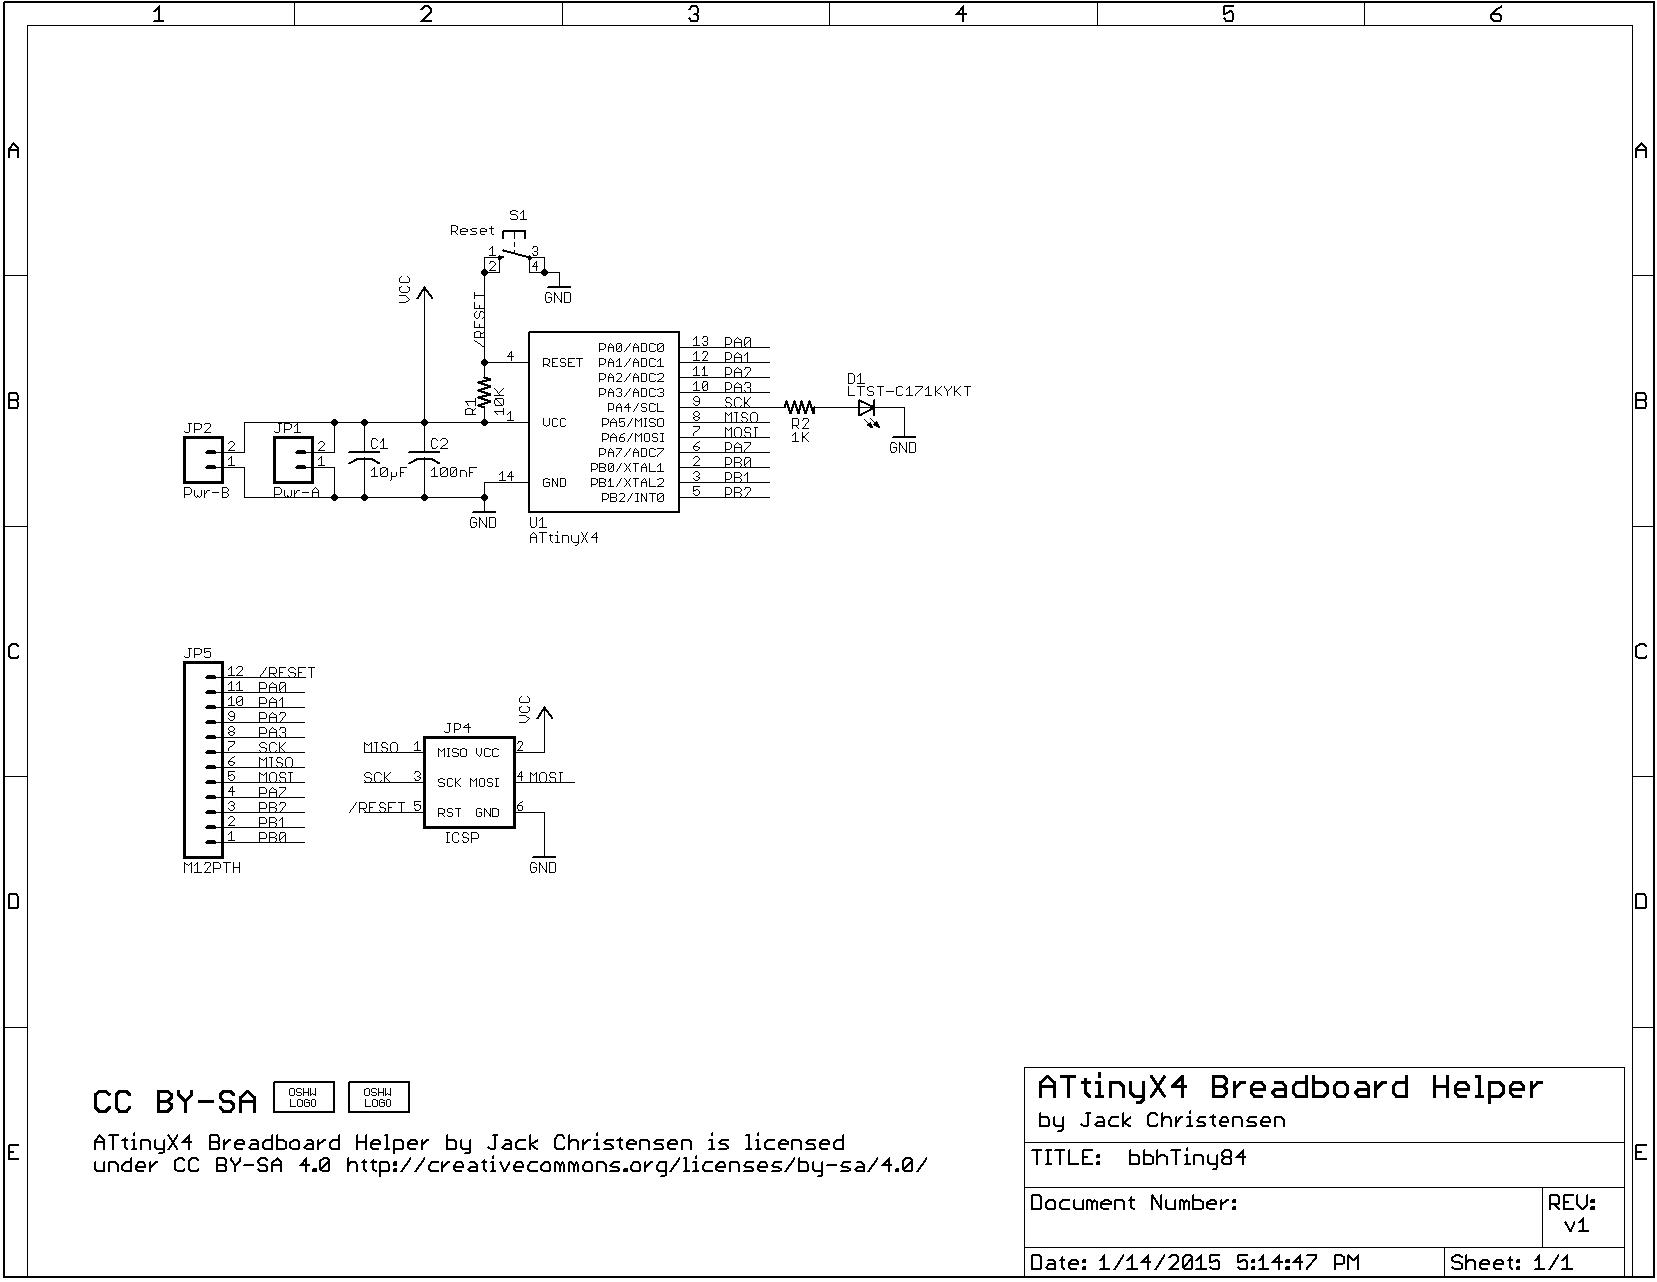 1 2 3 4 5 6
A A
B B
C C
D D
E E
S1
Reset
1 3
2 4
GND
VCC
/RESET
4
R1
10K
1
14
GND
RESET
VCC
GND
PA0/ADC0
PA1/ADC1
PA2/ADC2
PA3/ADC3
PA4/SCL
PA5/MISO
PA6/MOSI
PA7/ADC7
PB0/XTAL1
PB1/XTAL2
PB2/INT0
U1
ATtinyX4
13 PA0
12 PA1
11 PA2
10 PA3
9 SCK
8 MISO
7 MOSI
6 PA7
2 PB0
3 PB1
5 PB2
R2
1K
D1
LTST-C171KYKT
GND
JP2
2
1
Pwr-B
JP1
2
1
Pwr-A
C1
10µF
C2
100nF
JP5
12 /RESET
11 PA0
10 PA1
9 PA2
8 PA3
7 SCK
6 MISO
5 MOSI
4 PA7
3 PB2
2 PB1
1 PB0
M12PTH
JP4
VCC
MISO 1 MISO VCC 2
SCK 3 SCK MOSI 4 MOSI
/RESET 5 RST GND 6
ICSP
GND
CC BY-SA
OSHW
LOGO
OSHW
LOGO
ATtinyX4 Breadboard Helper by Jack Christensen is licensed
under CC BY-SA 4.0 http://creativecommons.org/licenses/by-sa/4.0/
ATtinyX4 Breadboard Helper
by Jack Christensen
TITLE: bbhTiny84
Document Number:
REV:
v1
Date: 1/14/2015 5:14:47 PM
Sheet: 1/1